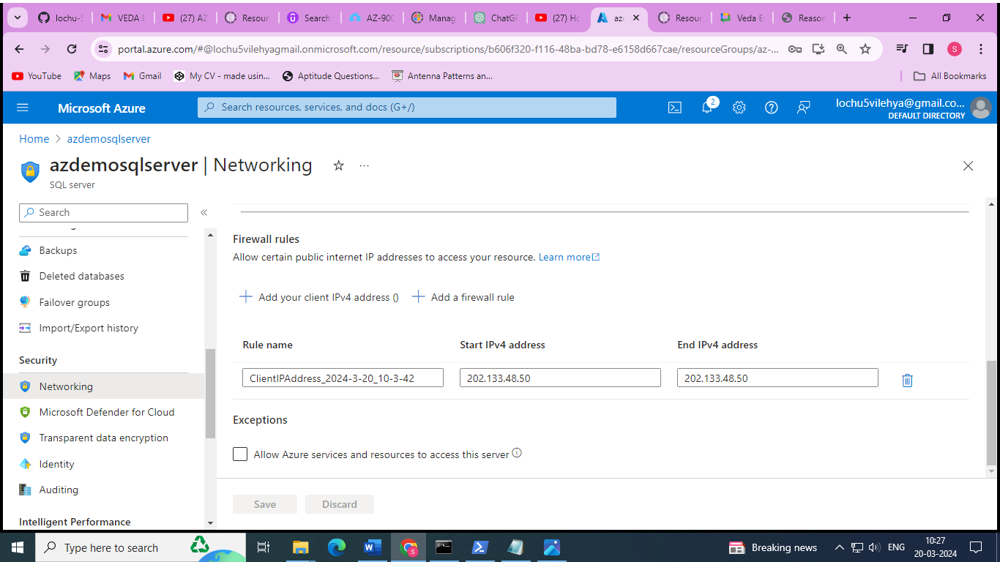 lochu-5
VEDA I
(27) AZ
Resour
Search
AZ-900
Manag
ChatGP
(27) Ho
az
Resour
Veda E
Reason
portal.azure.com/#@lochu5vilehyagmail.onmicrosoft.com/resource/subscriptions/b606f320-f116-48ba-bd78-e6158d667cae/resourceGroups/az-...
S
YouTube
Maps
Gmail
My CV - made usin...
Aptitude Questions...
Antenna Patterns an...
All Bookmarks
Microsoft Azure
Search resources, services, and docs (G+/)
2
lochu5vilehya@gmail.co...
DEFAULT DIRECTORY
Home > azdemosqlserver
azdemosqlserver | Networking
SQL server
Search
Backups
Deleted databases
Failover groups
Import/Export history
Security
Networking
Microsoft Defender for Cloud
Transparent data encryption
Identity
Auditing
Intelligent Performance
Firewall rules
Allow certain public internet IP addresses to access your resource. Learn more
Add your client IPv4 address ()
Add a firewall rule
Rule name Start IPv4 address End IPv4 address
ClientIPAddress_2024-3-20_10-3-42 202.133.48.50 202.133.48.50
Exceptions
Allow Azure services and resources to access this server
Save
Discard
Type here to search
Breaking news
ENG
10:27
20-03-2024